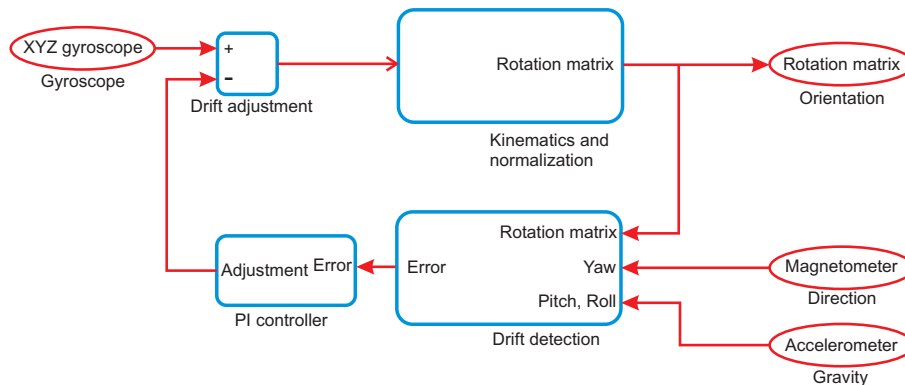 XYZ gyroscope
Gyroscope
+
−
Drift adjustment
Rotation matrix
Kinematics and
normalization
Rotation matrix
Orientation
Adjustment
Error
PI controller
Error
Rotation matrix
Yaw
Pitch, Roll
Drift detection
Magnetometer
Direction
Accelerometer
Gravity